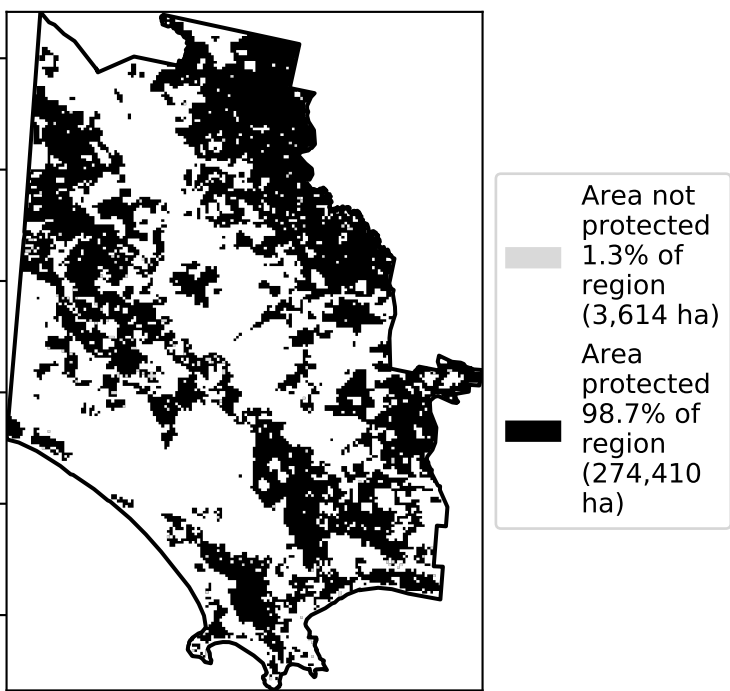 Area not
protected
1.3% of
region
(3,614 ha)
Area
protected
98.7% of
region
(274,410
ha)